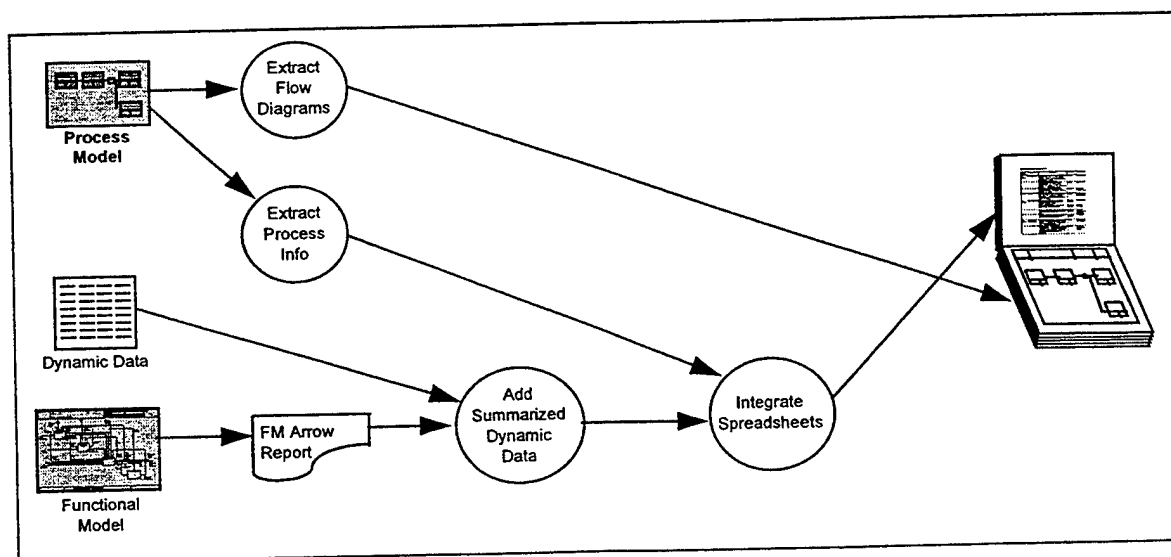 Extract
Flow
Diagrams
Process
Model
Extract
Process
Info
Dynamic Data
Add
Summarized
Dynamic
Data
Integrate
Spreadsheets
FM Arrow
Report
Functional
Model